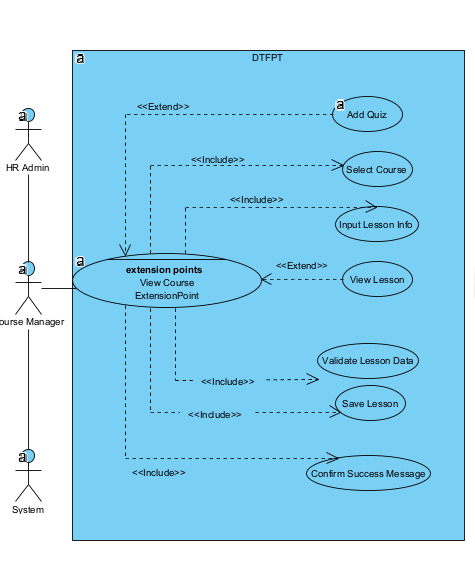 a
DTFPT
<<Extend>>
a
Add Quiz
a
HR Admin
<<Include>>
Select Course
<<Include>>
Input Lesson Info
a
a
extension points
View Course
ExtensionPoint
<<Extend>>
View Lesson
ourse Manager
Validate Lesson Data
<<Include>>
Save Lesson
<<Include>>
a
System
<<Include>>
Confirm Success Message